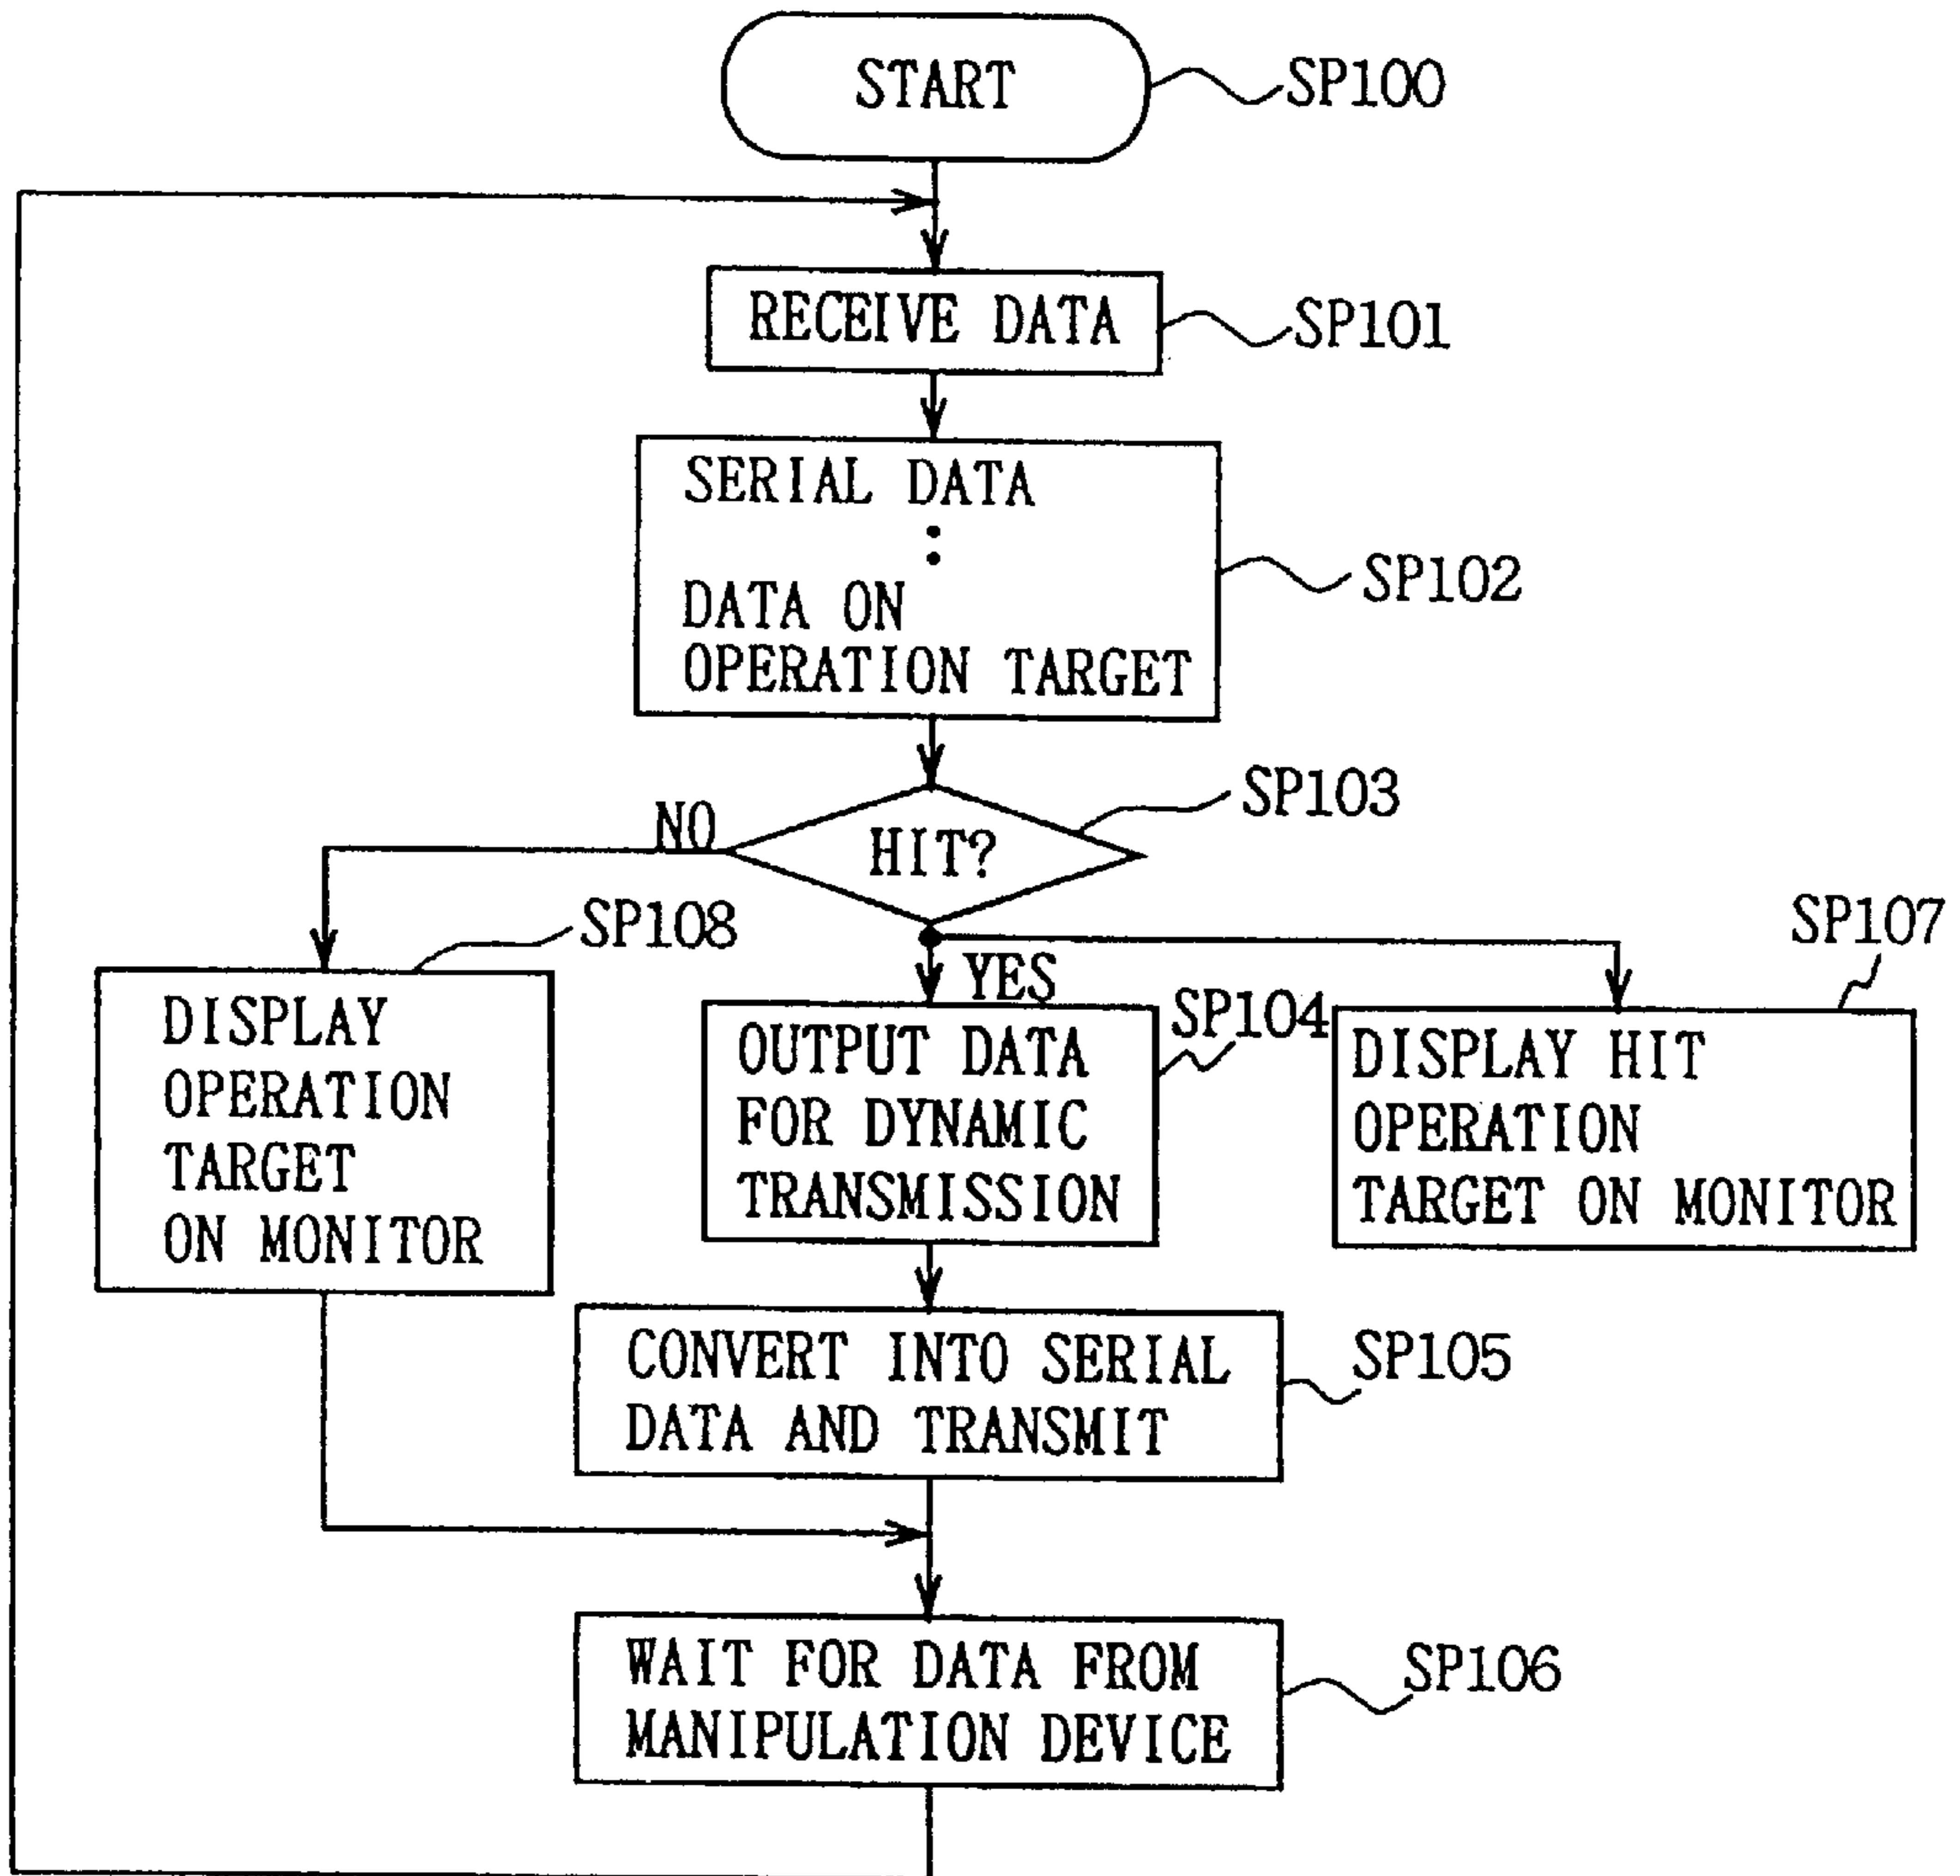 START
SP100
RECEIVE DATA
SP101
SERIAL DATA
:
DATA ON
OPERATION TARGET
SP102
HIT?
SP103
NO
YES
SP108
DISPLAY
OPERATION
TARGET
ON MONITOR
SP104
OUTPUT DATA
FOR DYNAMIC
TRANSMISSION
SP107
DISPLAY HIT
OPERATION
TARGET ON MONITOR
CONVERT INTO SERIAL
DATA AND TRANSMIT
SP105
WAIT FOR DATA FROM
MANIPULATION DEVICE
SP106